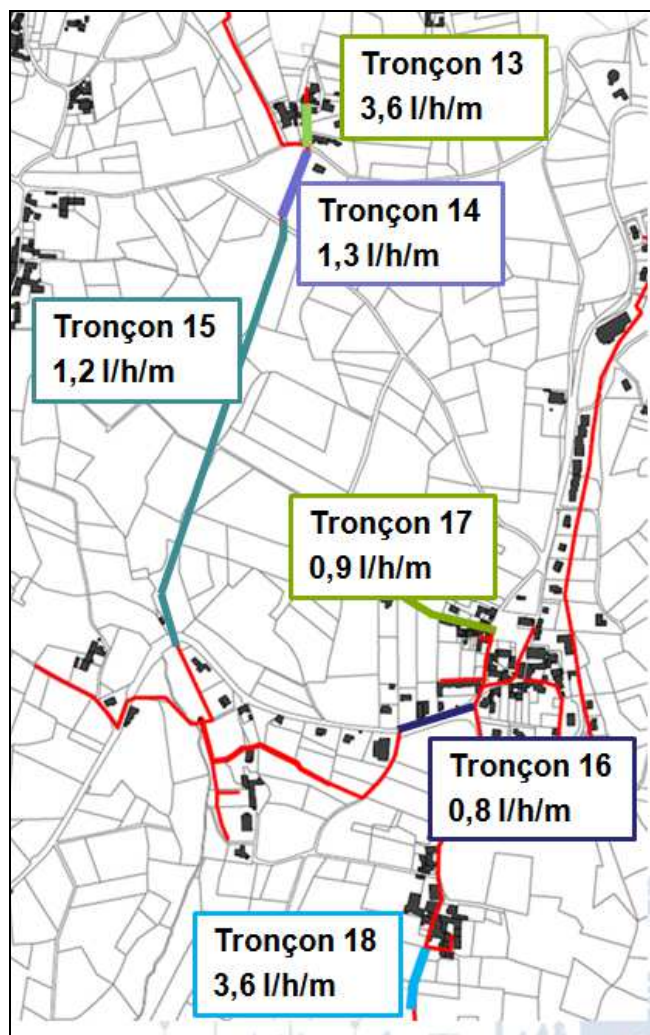 Tronçon 13
3,6 l/h/m
Tronçon 14
1,3 l/h/m
Tronçon 15
1,2 l/h/m
Tronçon 17
0,9 l/h/m
Tronçon 16
0,8 l/h/m
Tronçon 18
3,6 l/h/m